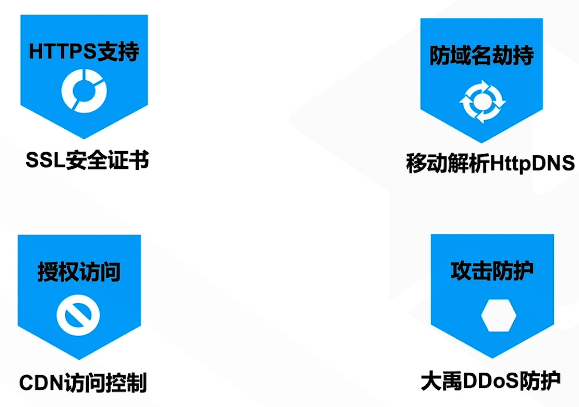 HTTPS支持
防域名劫持
SSL安全证书
移动解析HttpDNS
授权访问
攻击防护
CDN访问控制
大禹DDoS防护